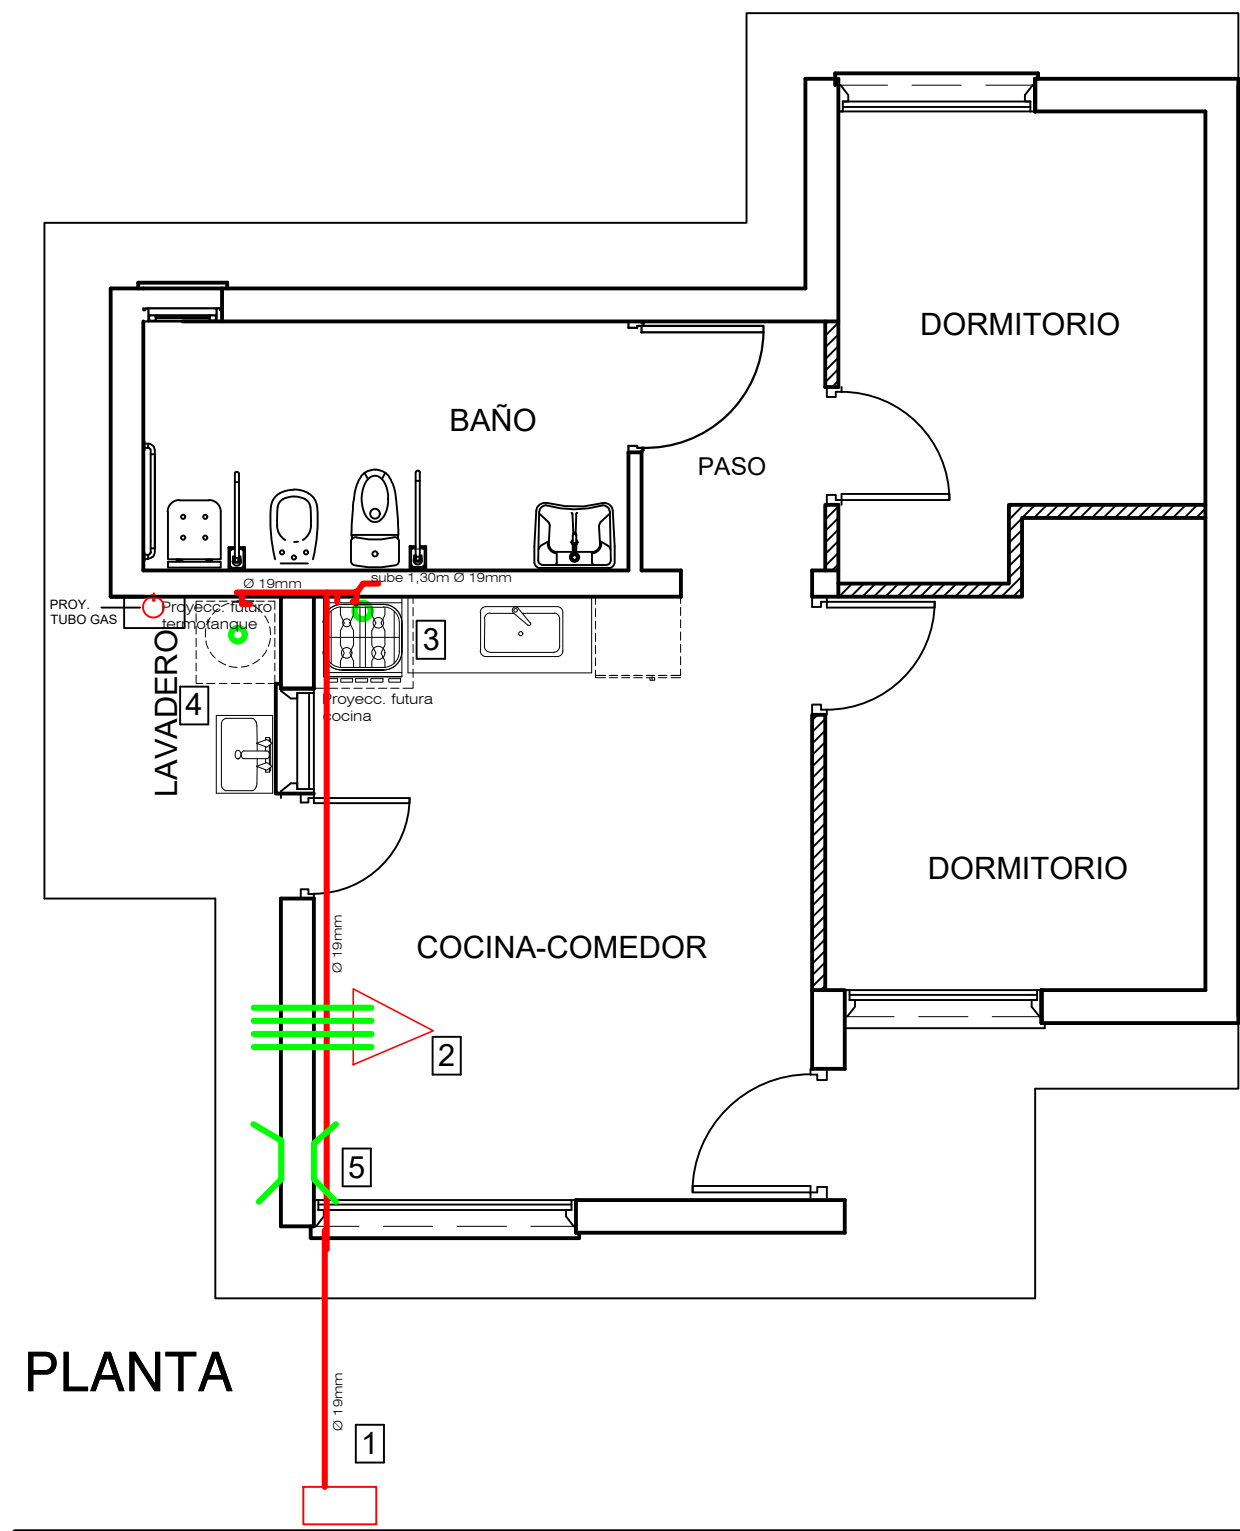 DORMITORIO
BAÑO
PASO
Ø 19mm
sube 1,30m Ø 19mm
PROY.
TUBO GAS
Proyecc. futuro
termotanque
3
4
LAVADERO
Proyecc. futura
cocina
DORMITORIO
Ø 19mm
COCINA-COMEDOR
2
5
PLANTA
Ø 19mm
1